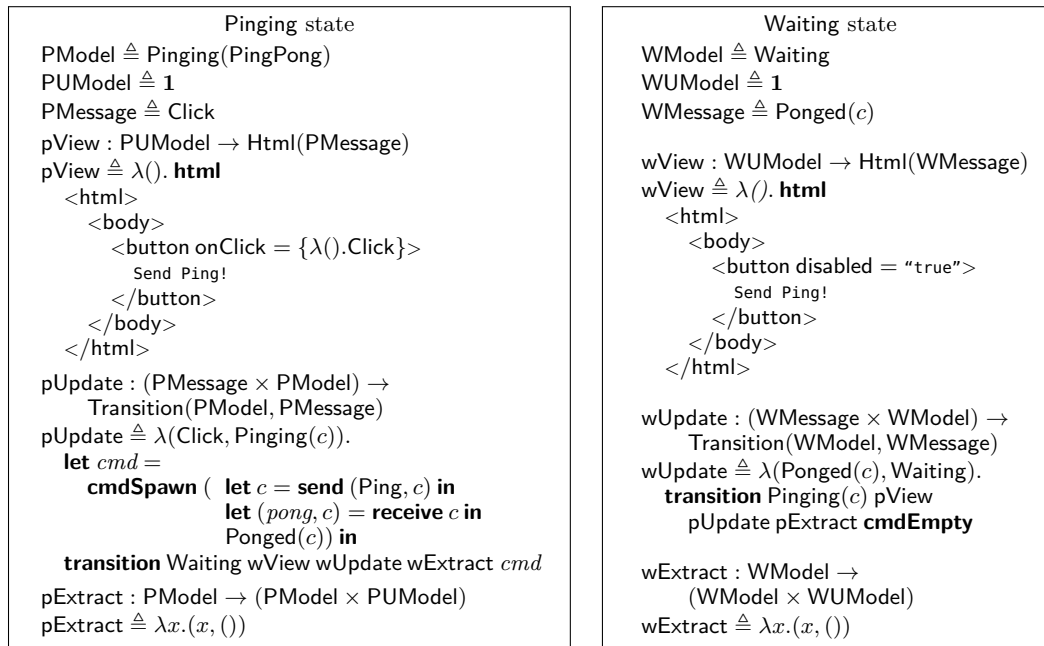 Pinging state
PModel ≜ Pinging(PingPong)
PUModel ≜ 1
PMessage ≜ Click
pView : PUModel → Html(PMessage)
pView ≜ λ(). html
<html>
<body>
<button onClick = {λ().Click}>
Send Ping!
</button>
</body>
</html>
pUpdate : (PMessage × PModel) →
Transition(PModel, PMessage)
pUpdate ≜ λ(Click, Pinging(c)).
let cmd =
cmdSpawn ( let c = send (Ping, c) in
let (pong, c) = receive c in
Ponged(c)) in
transition Waiting wView wUpdate wExtract cmd
pExtract : PModel → (PModel × PUModel)
pExtract ≜ λx.(x, ())
Waiting state
WModel ≜ Waiting
WUModel ≜ 1
WMessage ≜ Ponged(c)
wView : WUModel → Html(WMessage)
wView ≜ λ(). html
<html>
<body>
<button disabled = “true”>
Send Ping!
</button>
</body>
</html>
wUpdate : (WMessage × WModel) →
Transition(WModel, WMessage)
wUpdate ≜ λ(Ponged(c), Waiting).
transition Pinging(c) pView
pUpdate pExtract cmdEmpty
wExtract : WModel →
(WModel × WUModel)
wExtract ≜ λx.(x, ())